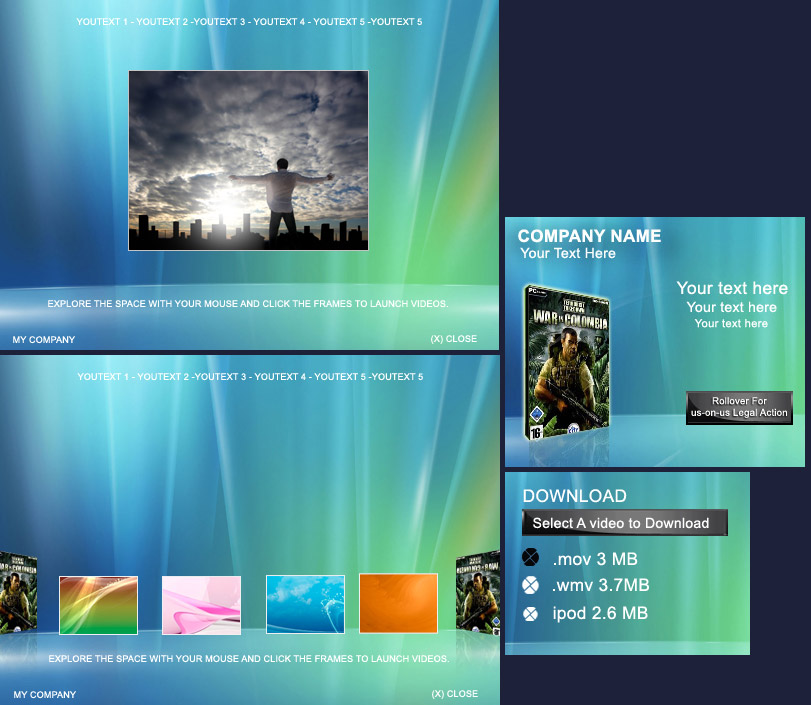 YOUTEXT 1 - YOUTEXT 2 -YOUTEXT 3 - YOUTEXT 4 - YOUTEXT 5 -YOUTEXT 5
EXPLORE THE SPACE WITH YOUR MOUSE AND CLICK THE FRAMES TO LAUNCH VIDEOS.
MY COMPANY
(X) CLOSE
YOUTEXT 1 - YOUTEXT 2 -YOUTEXT 3 - YOUTEXT 4 - YOUTEXT 5 -YOUTEXT 5
EXPLORE THE SPACE WITH YOUR MOUSE AND CLICK THE FRAMES TO LAUNCH VIDEOS.
MY COMPANY
(X) CLOSE
COMPANY NAME
Your Text Here
PC
WAR IN COLOMBIA
16
Your text here
Your text here
Your text here
Rollover For
us-on-us Legal Action
DOWNLOAD
Select A video to Download
.mov 3 MB
.wmv 3.7MB
ipod 2.6 MB